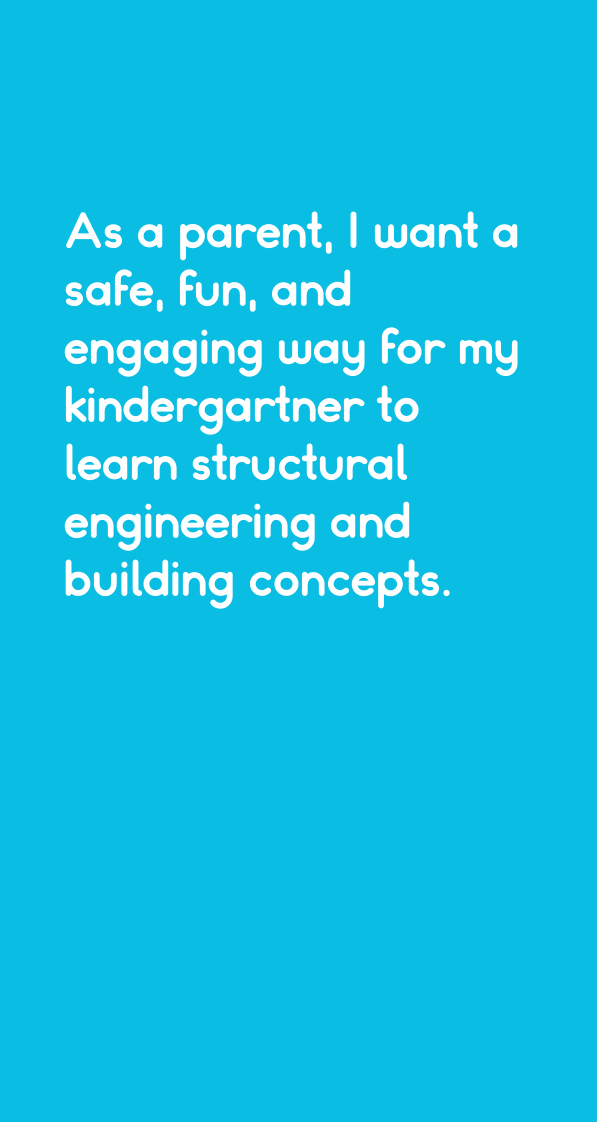 As a parent, I want a
safe, fun, and
engaging way for my
kindergartner to
learn structural
engineering and
building concepts.